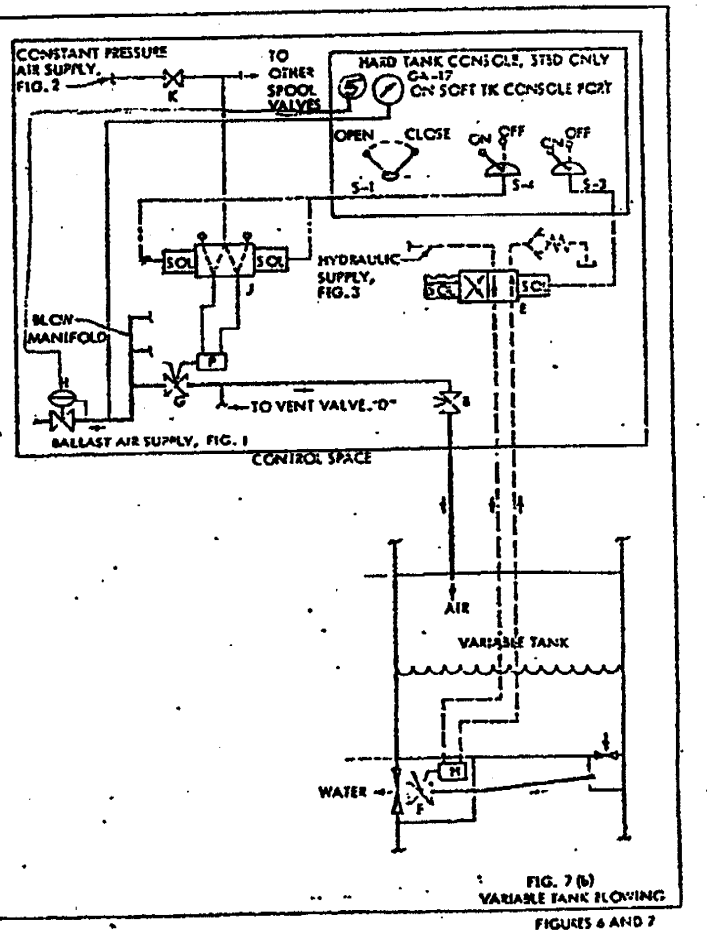 CONSTANT PRESSURE
AIR SUPPLY,
FIG. 2
K
TO
OTHER
SPOOL
VALVES
HARD TANK CONSOLE, STBD ONLY
GA-17
ON SOFT TK CONSOLE PORT
5
OPEN
CLOSE
S-1
ON
OFF
S-4
ON
OFF
SOL
SOL
J
HYDRAULIC
SUPPLY,
FIG. 3
SOL
SOL
E
BLOW
MANIFOLD
P
H
G
TO VENT VALVE "D"
B
BALLAST AIR SUPPLY, FIG. 1
CONTROL SPACE
AIR
VARIABLE TANK
WATER
F
FIG. 7 (b)
VARIABLE TANK BLOWING
FIGURES 6 AND 7